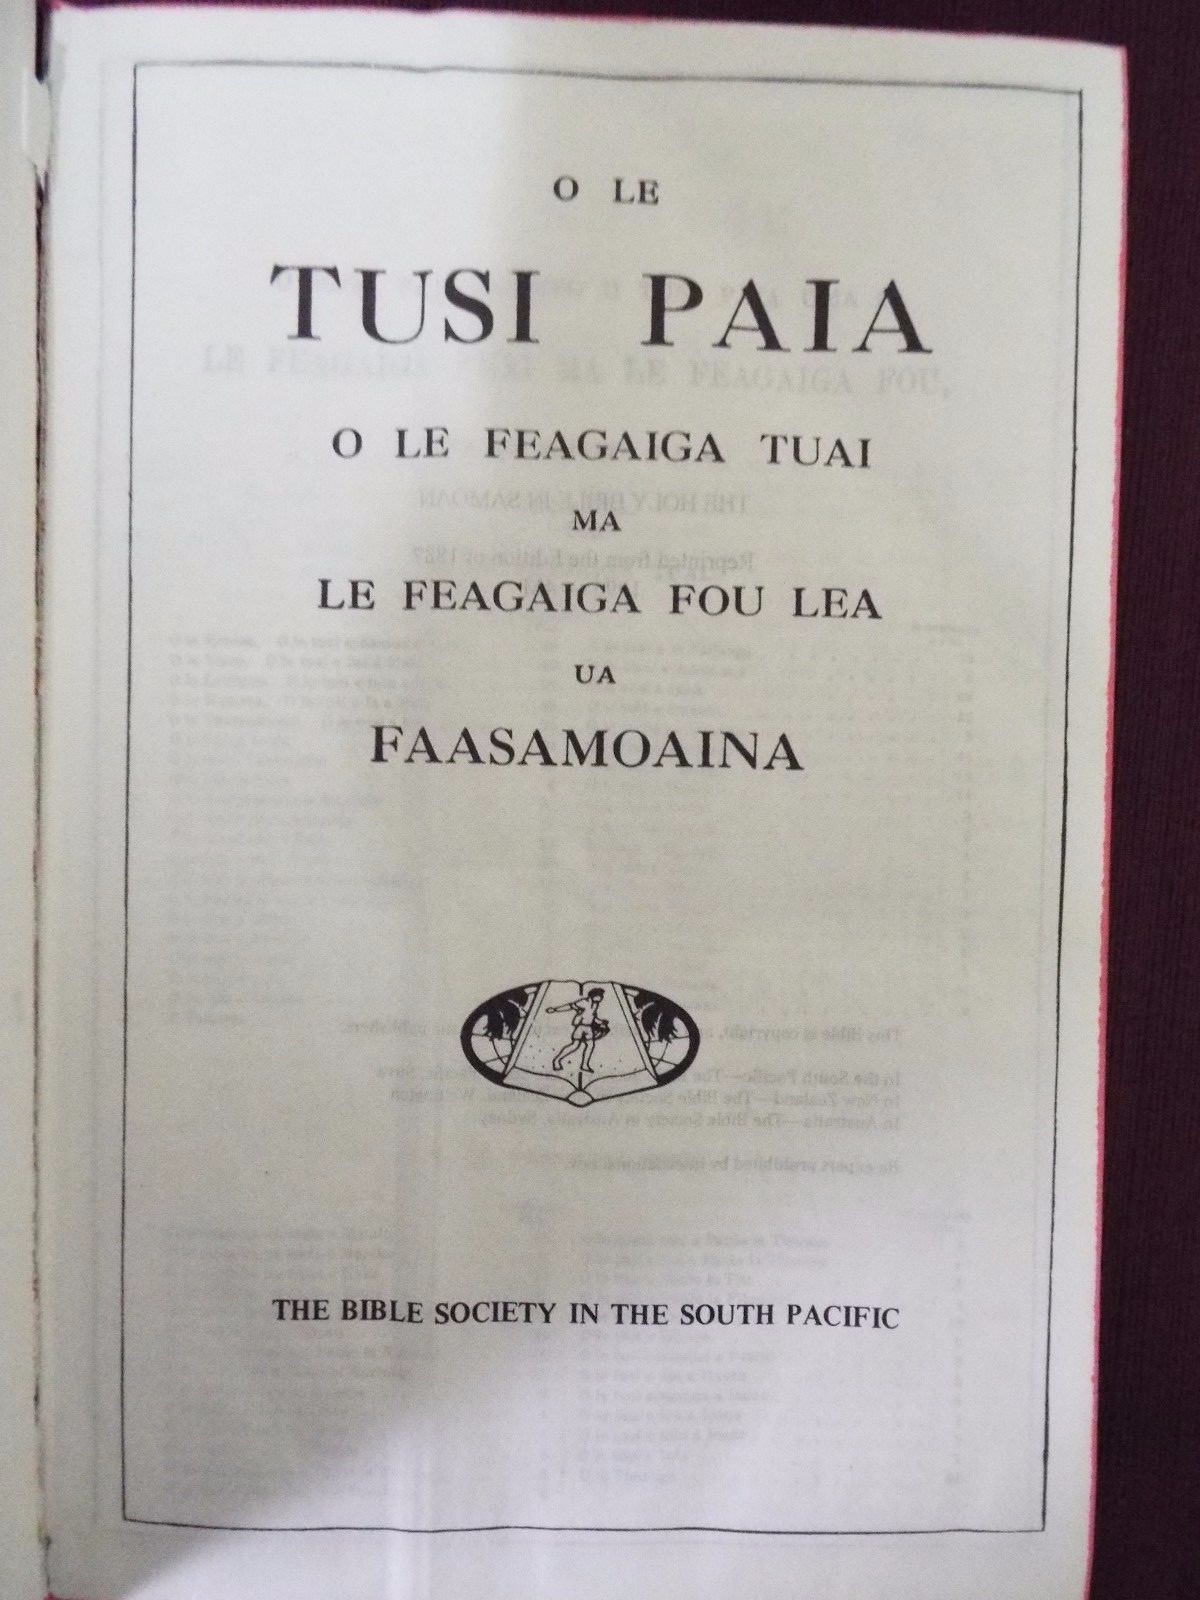 O LE
TUSI PAIA
O LE FEAGAIGA TUAI
MA
LE FEAGAIGA FOU LEA
UA
FAASAMOAINA
THE BIBLE SOCIETY IN THE SOUTH PACIFIC